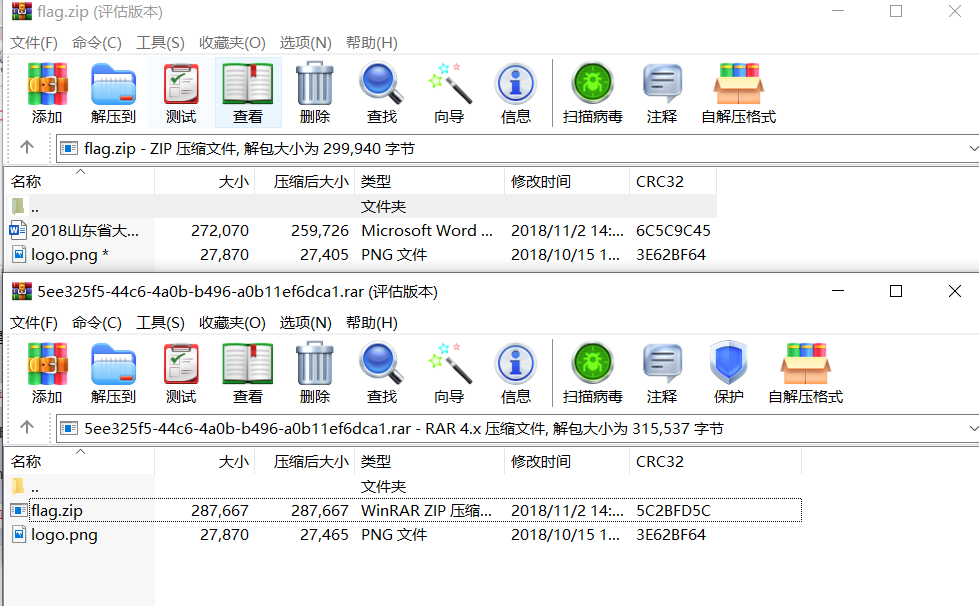 flag.zip (评估版本)
文件(F) 命令(C) 工具(S) 收藏夹(O) 选项(N) 帮助(H)
添加 解压到 测试 查看 删除 查找 向导 信息 扫描病毒 注释 自解压格式
flag.zip - ZIP 压缩文件, 解包大小为 299,940 字节
名称 大小 压缩后大小 类型 修改时间 CRC32
.. 文件夹
2018山东省大... 272,070 259,726 Microsoft Word ... 2018/11/2 14:... 6C5C9C45
logo.png * 27,870 27,405 PNG 文件 2018/10/15 1... 3E62BF64
5ee325f5-44c6-4a0b-b496-a0b11ef6dca1.rar (评估版本)
文件(F) 命令(C) 工具(S) 收藏夹(O) 选项(N) 帮助(H)
添加 解压到 测试 查看 删除 查找 向导 信息 扫描病毒 注释 保护 自解压格式
5ee325f5-44c6-4a0b-b496-a0b11ef6dca1.rar - RAR 4.x 压缩文件, 解包大小为 315,537 字节
名称 大小 压缩后大小 类型 修改时间 CRC32
.. 文件夹
flag.zip 287,667 287,667 WinRAR ZIP 压缩... 2018/11/2 14:... 5C2BFD5C
logo.png 27,870 27,465 PNG 文件 2018/10/15 1... 3E62BF64